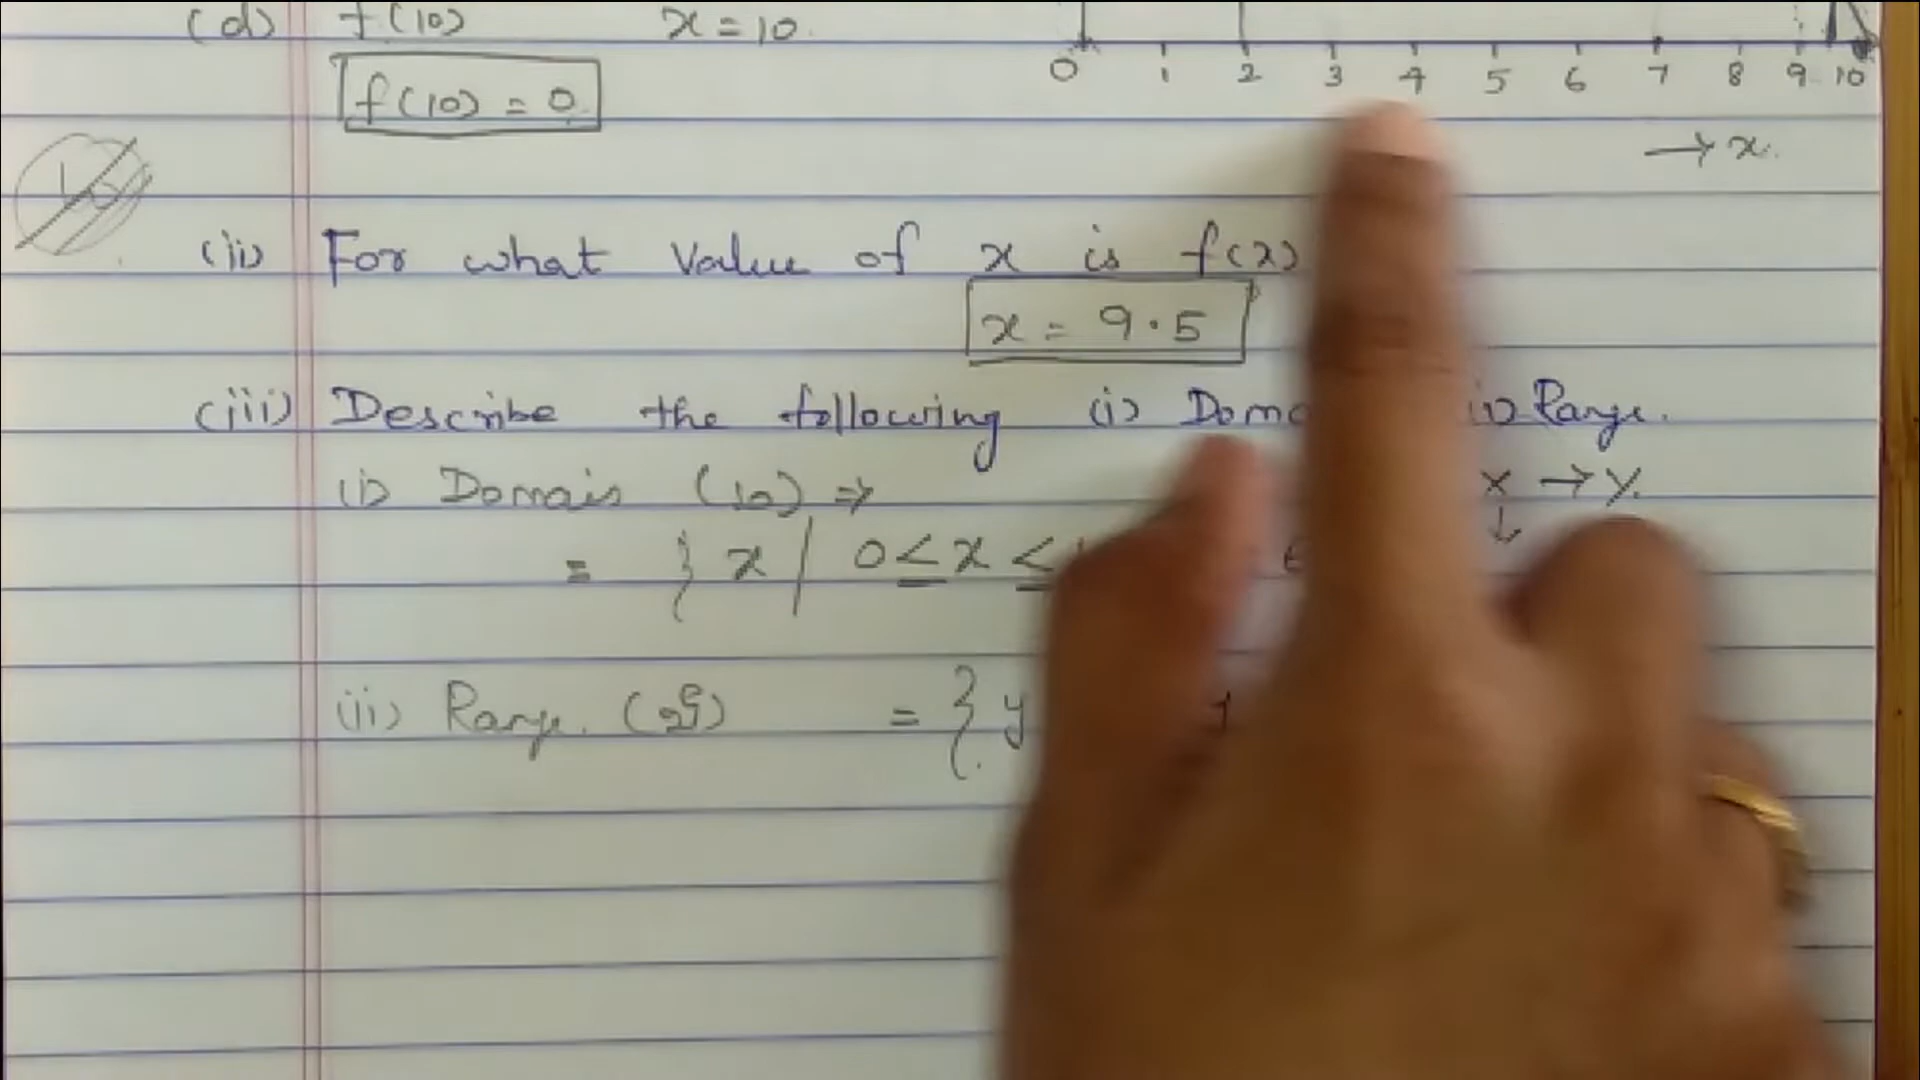 (d) f(10) x = 10.
f(10) = 0.
0 1 2 3 4 5 6 7 8 9 10
→ x.
(ii) For what value of x is f(x)
x = 9.5
(iii) Describe the following (i) Range.
(i) Domain ⇒ x → y.
↓
= { x / 0 ≤ x ≤
(ii) Range. = { y